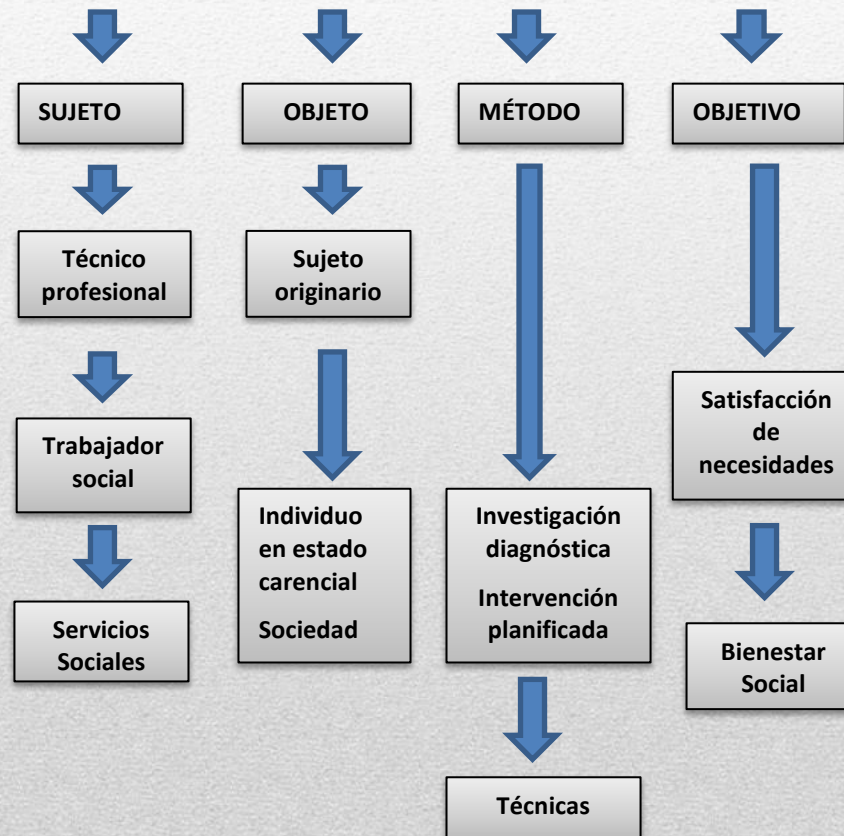 SUJETO
OBJETO
MÉTODO
OBJETIVO
Técnico
profesional
Sujeto
originario
Satisfacción
de
necesidades
Trabajador
social
Individuo
en estado
carencial
Sociedad
Investigación
diagnóstica
Intervención
planificada
Servicios
Sociales
Bienestar
Social
Técnicas